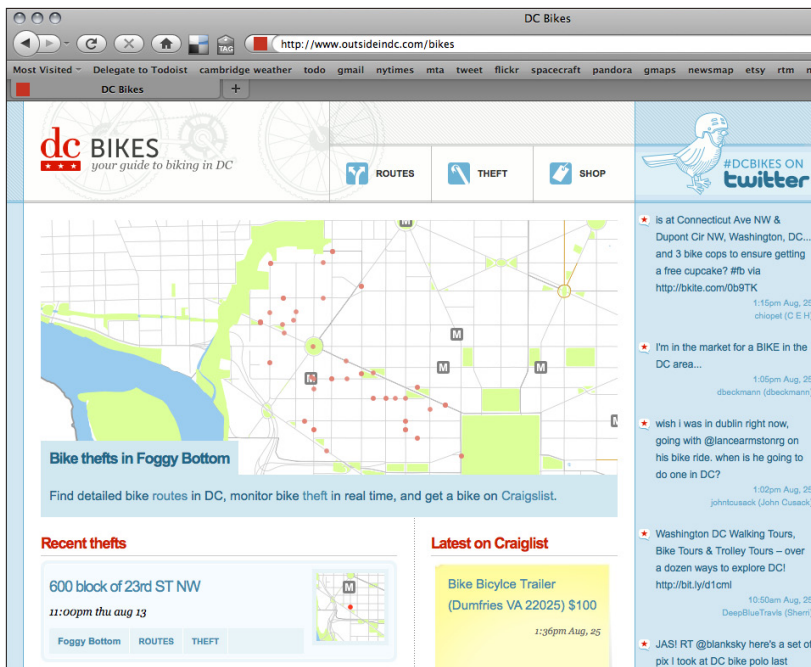 DC Bikes
TAG
http://www.outsideindc.com/bikes
Most Visited Delegate to Todoist cambridge weather todo gmail nytimes mta tweet flickr spacecraft pandora gmaps newsmap etsy rtm
DC Bikes
+
dc BIKES
your guide to biking in DC
ROUTES
THEFT
SHOP
#DCBIKES ON
twitter
M
M
M
M
M
M
Bike thefts in Foggy Bottom
Find detailed bike routes in DC, monitor bike theft in real time, and get a bike on Craigslist.
Recent thefts
600 block of 23rd ST NW
11:00pm thu aug 13
Foggy Bottom ROUTES THEFT
M
Latest on Craiglist
Bike Bicylce Trailer
(Dumfries VA 22025) $100
1:36pm Aug, 25
is at Connecticut Ave NW &
Dupont Cir NW, Washington, DC...
and 3 bike cops to ensure getting
a free cupcake? #fb via
http://bkite.com/0b9TK
1:15pm Aug, 25
chiopet (C E H)
I'm in the market for a BIKE in the
DC area...
1:05pm Aug, 25
dbeckmann (dbeckmann)
wish i was in dublin right now,
going with @lancearmstonrg on
his bike ride. when is he going to
do one in DC?
1:02pm Aug, 25
johntcusack (John Cusack)
Washington DC Walking Tours,
Bike Tours & Trolley Tours – over
a dozen ways to explore DC!
http://bit.ly/d1cml
10:50am Aug, 25
DeepBlueTravls (Sherri)
JAS! RT @blanksky here's a set of
pix I took at DC bike polo last